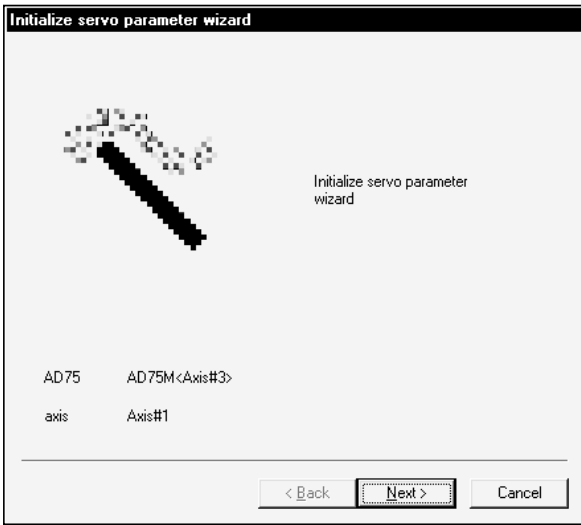 Initialize servo parameter wizard
Initialize servo parameter
wizard
AD75 AD75M<Axis#3>
axis Axis#1
< Back Next > Cancel